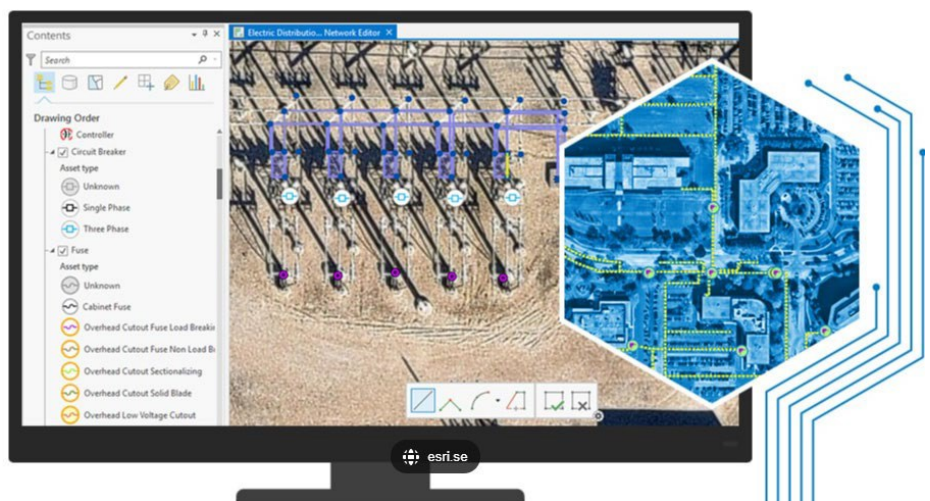 Contents
Electric Distributio... Network Editor
Search
Drawing Order
Controller
Circuit Breaker
Asset type
Unknown
Single Phase
Three Phase
Fuse
Asset type
Unknown
Cabinet Fuse
Overhead Cutout Fuse Load Breakin
Overhead Cutout Fuse Non Load B
Overhead Cutout Sectionalizing
Overhead Cutout Solid Blade
Overhead Low Voltage Cutout
esri.se